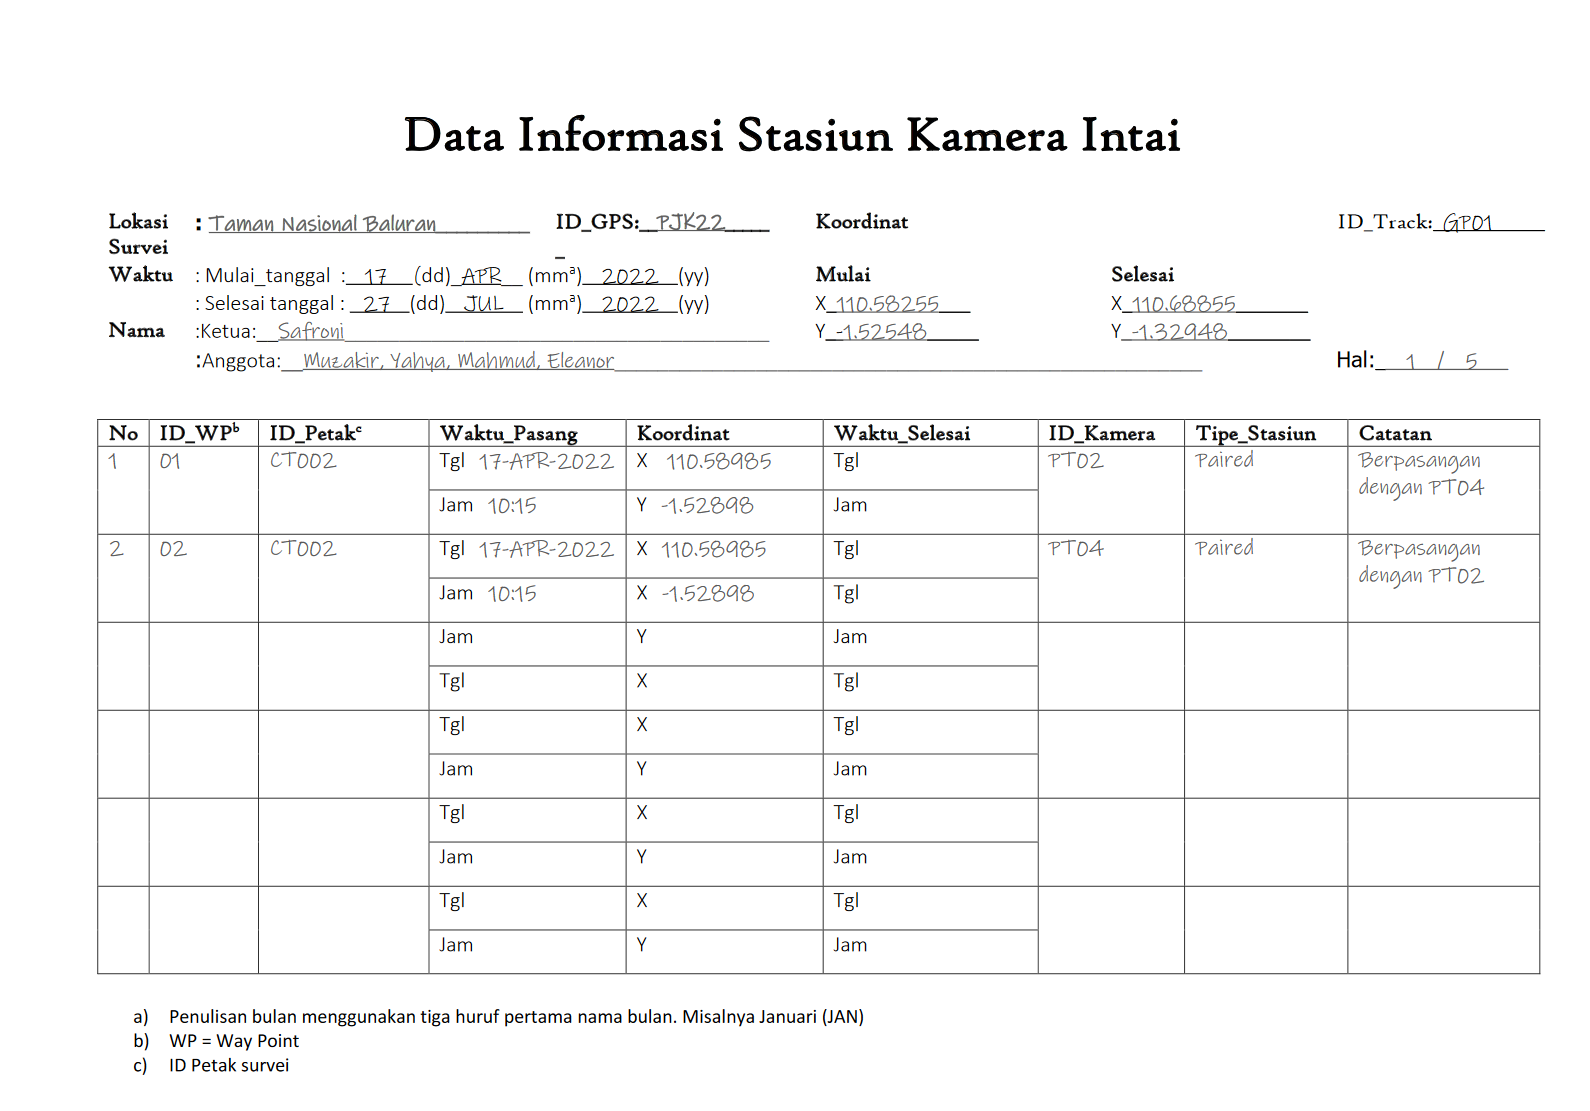 Data Informasi Stasiun Kamera Intai
Lokasi Survei : Taman Nasional Baluran ID_GPS: PJK22 Koordinat ID_Track: GP01
Waktu : Mulai_tanggal : 17 (dd) APR (mmª) 2022 (yy) Mulai Selesai
: Selesai tanggal : 27 (dd) JUL (mmª) 2022 (yy) X 110.58255 X 110.68855
Nama :Ketua: Safroni Y -1.52548 Y -1.32948
:Anggota: Muzakir, Yahya, Mahmud, Eleanor Hal: 1 / 5
No ID_WPᵇ ID_Petakᶜ Waktu_Pasang Koordinat Waktu_Selesai ID_Kamera Tipe_Stasiun Catatan
1 01 CT002 Tgl 17-APR-2022 X 110.58985 Tgl PT02 Paired Berpasangan
dengan PT04
Jam 10:15 Y -1.52898 Jam
2 02 CT002 Tgl 17-APR-2022 X 110.58985 Tgl PT04 Paired Berpasangan
dengan PT02
Jam 10:15 X -1.52898 Tgl
Jam Y Jam
Tgl X Tgl
Tgl X Tgl
Jam Y Jam
Tgl X Tgl
Jam Y Jam
Tgl X Tgl
Jam Y Jam
a) Penulisan bulan menggunakan tiga huruf pertama nama bulan. Misalnya Januari (JAN)
b) WP = Way Point
c) ID Petak survei